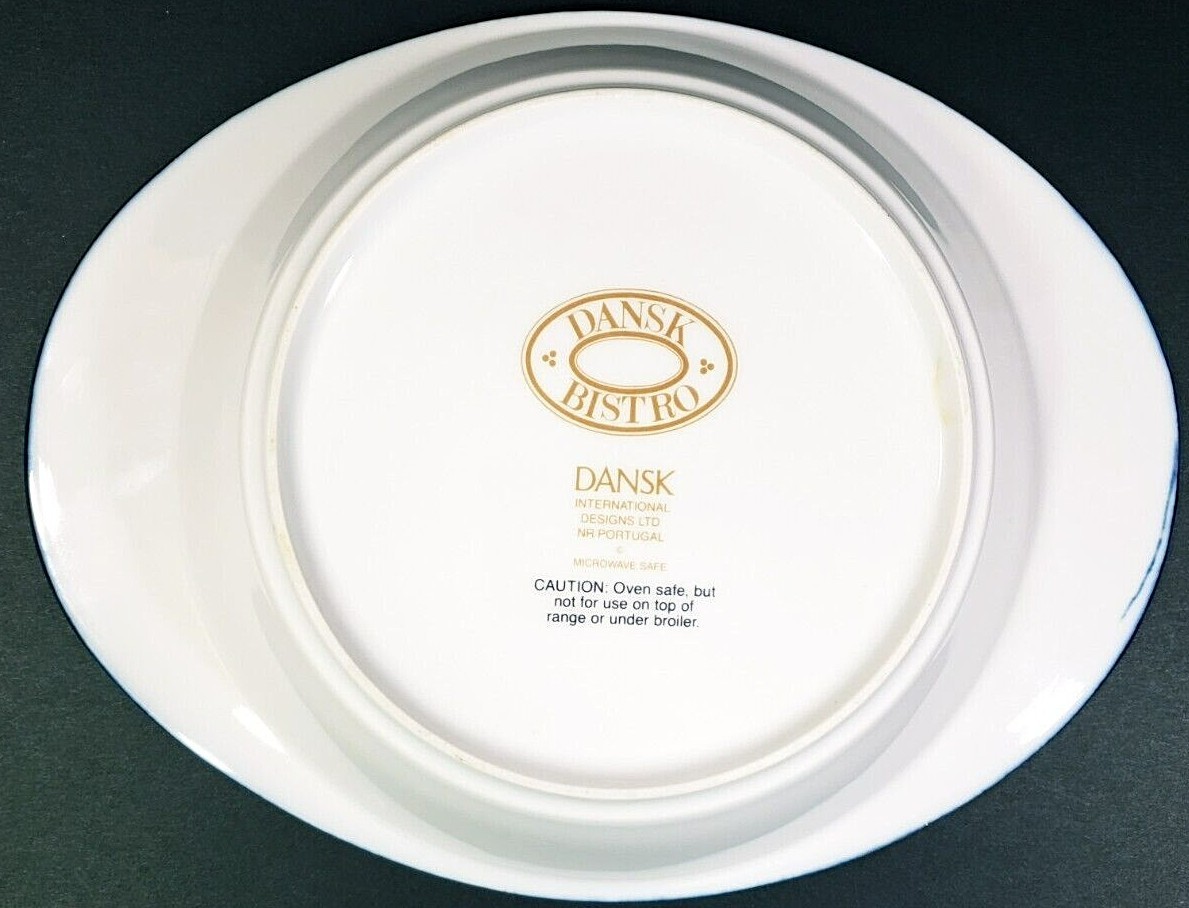 DANSK
BISTRO
DANSK
INTERNATIONAL
DESIGNS LTD
NR PORTUGAL
©
MICROWAVE SAFE
CAUTION: Oven safe, but
not for use on top of
range or under broiler.